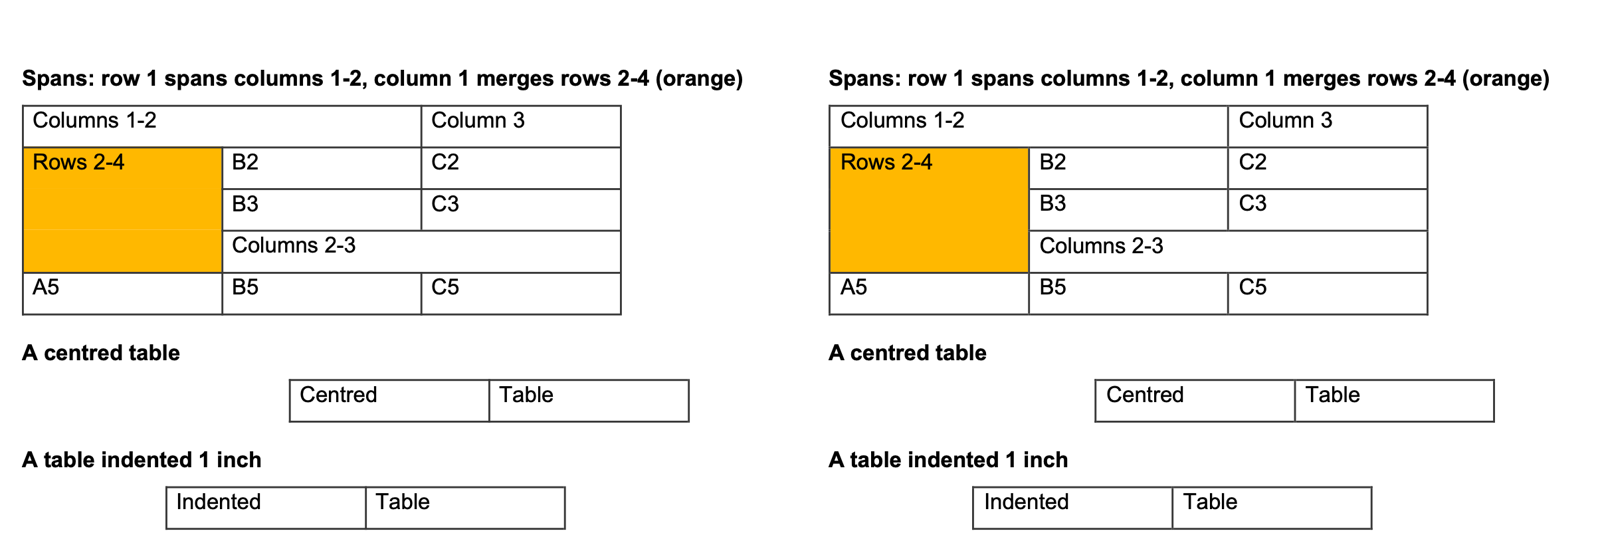 Spans: row 1 spans columns 1-2, column 1 merges rows 2-4 (orange)
Columns 1-2 Column 3
Rows 2-4 B2 C2
B3 C3
Columns 2-3
A5 B5 C5
A centred table
Centred Table
A table indented 1 inch
Indented Table
Spans: row 1 spans columns 1-2, column 1 merges rows 2-4 (orange)
Columns 1-2 Column 3
Rows 2-4 B2 C2
B3 C3
Columns 2-3
A5 B5 C5
A centred table
Centred Table
A table indented 1 inch
Indented Table